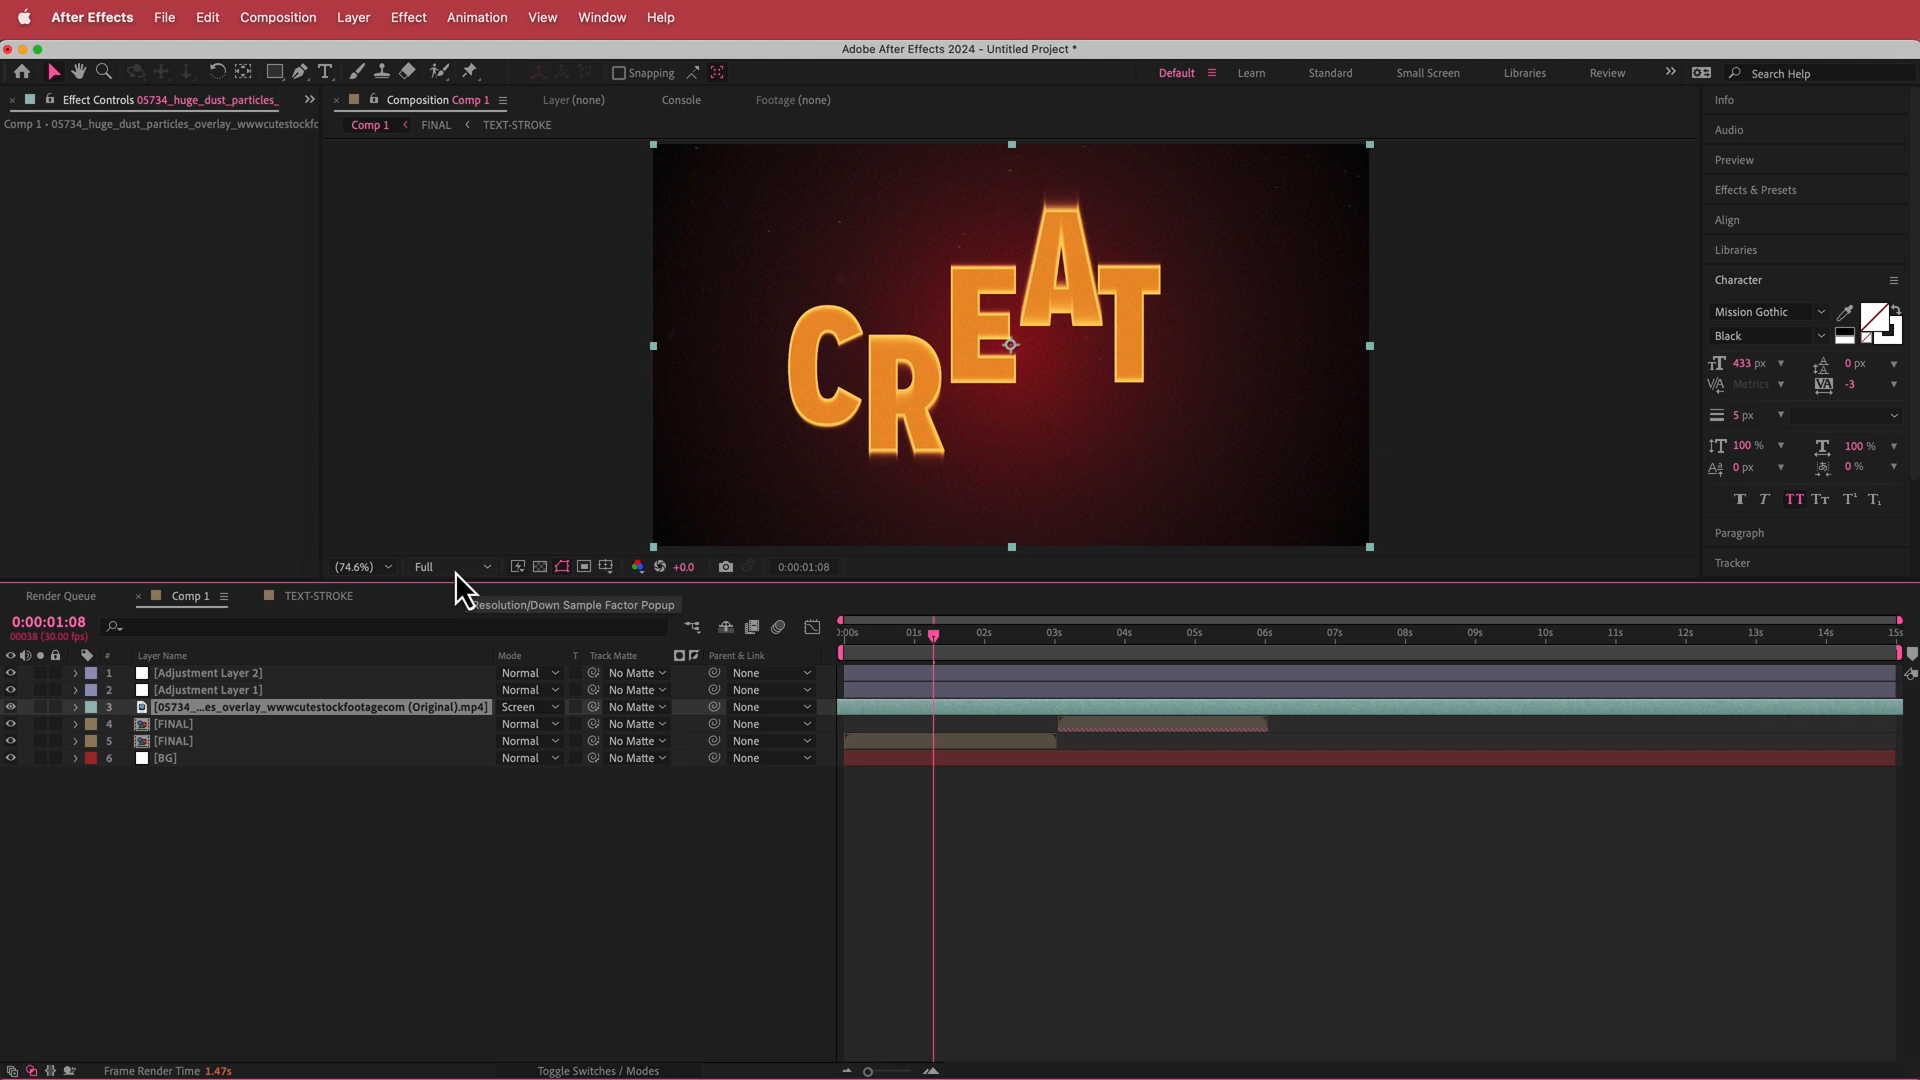 After Effects File Edit Composition Layer Effect Animation View Window Help
Adobe After Effects 2024 - Untitled Project *
Snapping Default Learn Standard Small Screen Libraries Review Search Help
Effect Controls 05734_huge_dust_particles_ Composition Comp 1 Layer (none) Console Footage (none) Info
Comp 1 • 05734_huge_dust_particles_overlay_wwwcutestockfo Comp 1 FINAL TEXT-STROKE
Audio
Preview
Effects & Presets
Align
Libraries
Character
Mission Gothic
Black
433 px 0 px
Metrics -3
5 px
100 % 100 %
0 px 0 %
T T TT Tт T¹ T₁
Paragraph
Tracker
CREAT
(74.6%) Full +0.0 0:00:01:08
Render Queue Comp 1 TEXT-STROKE
Resolution/Down Sample Factor Popup
0:00:01:08
00038 (30.00 fps)
:00s 01s 02s 03s 04s 05s 06s 07s 08s 09s 10s 11s 12s 13s 14s 15s
# Layer Name Mode T Track Matte Parent & Link
1 [Adjustment Layer 2] Normal No Matte None
2 [Adjustment Layer 1] Normal No Matte None
3 [05734_...es_overlay_wwwcutestockfootagecom (Original).mp4] Screen No Matte None
4 [FINAL] Normal No Matte None
5 [FINAL] Normal No Matte None
6 [BG] Normal No Matte None
Frame Render Time 1.47s Toggle Switches / Modes